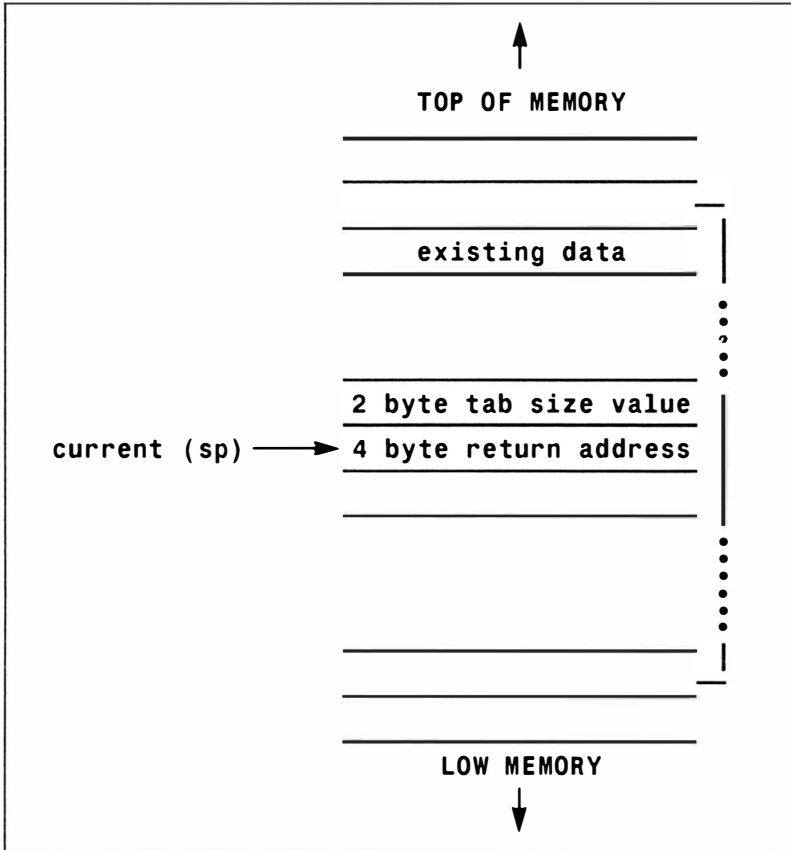 TOP OF MEMORY
existing data
2 byte tab size value
current (sp) 4 byte return address
LOW MEMORY